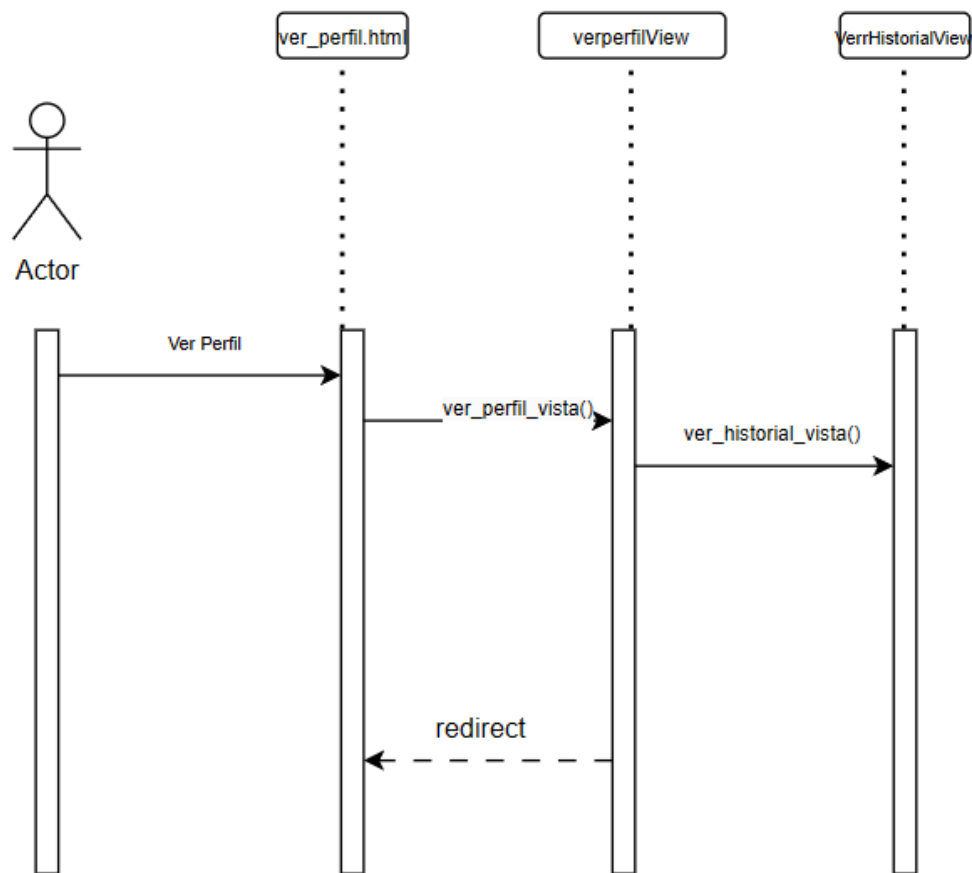 ver_perfil.html
verperfilView
VerrHistorialView
Actor
Ver Perfil
ver_perfil_vista()
ver_historial_vista()
redirect